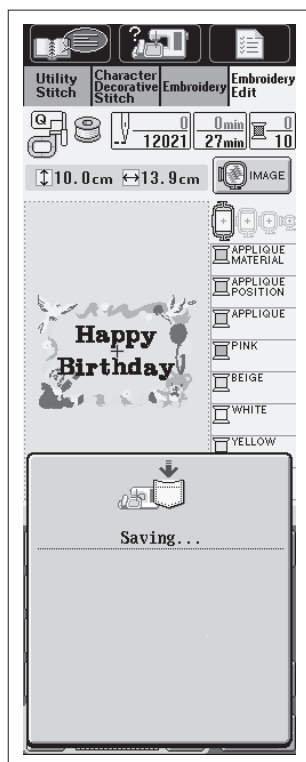 ?
Utility
Stitch
Character
Decorative
Stitch
Embroidery
Embroidery
Edit
Q
0
12021
0min
27min
0
10
10.0cm
13.9cm
IMAGE
Happy
Birthday
APPLIQUE
MATERIAL
APPLIQUE
POSITION
APPLIQUE
PINK
BEIGE
WHITE
YELLOW
Saving...